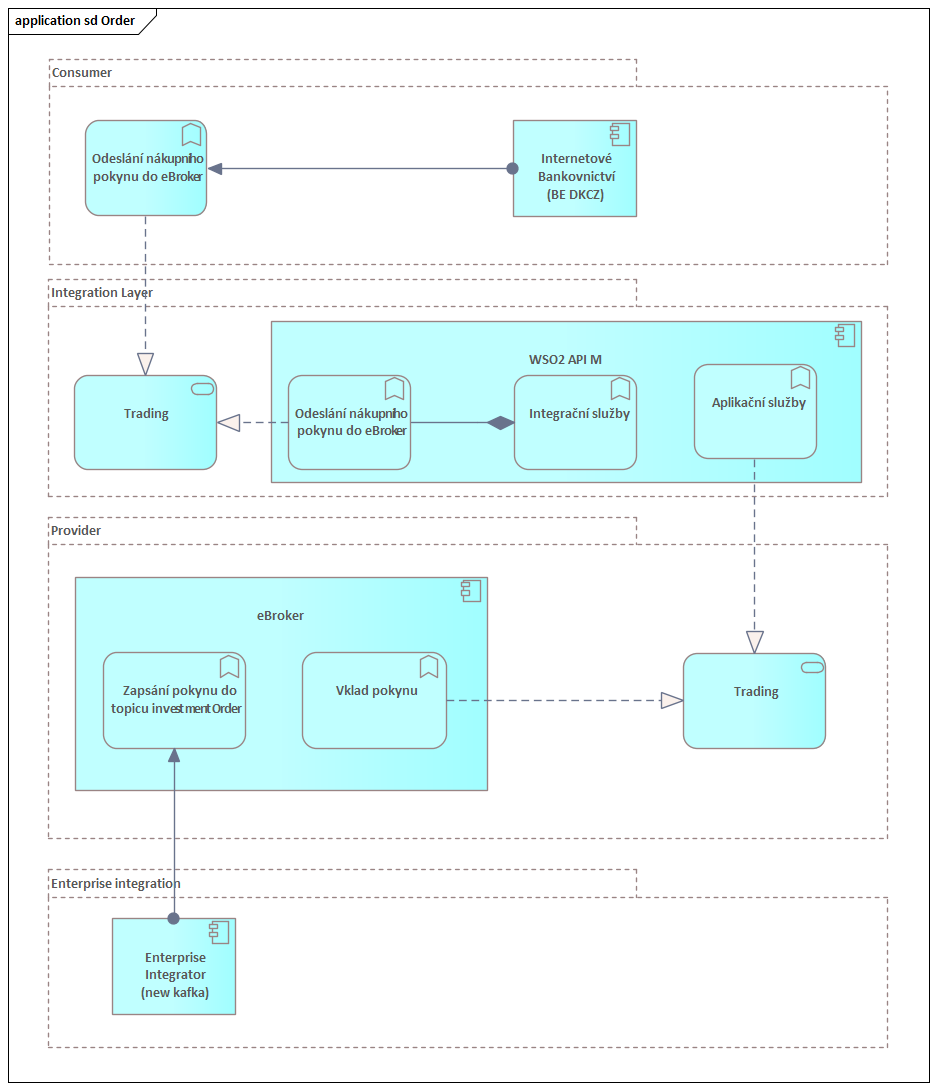 application sd Order
Consumer
Odeslání nákupního
pokynu do eBroker
Internetové
Bankovnictví
(BE DKCZ)
Integration Layer
WSO2 API M
Trading
Odeslání nákupního
pokynu do eBroker
Integrační služby
Aplikační služby
Provider
eBroker
Zapsání pokynu do
topicu investmentOrder
Vklad pokynu
Trading
Enterprise integration
Enterprise
Integrator
(new kafka)